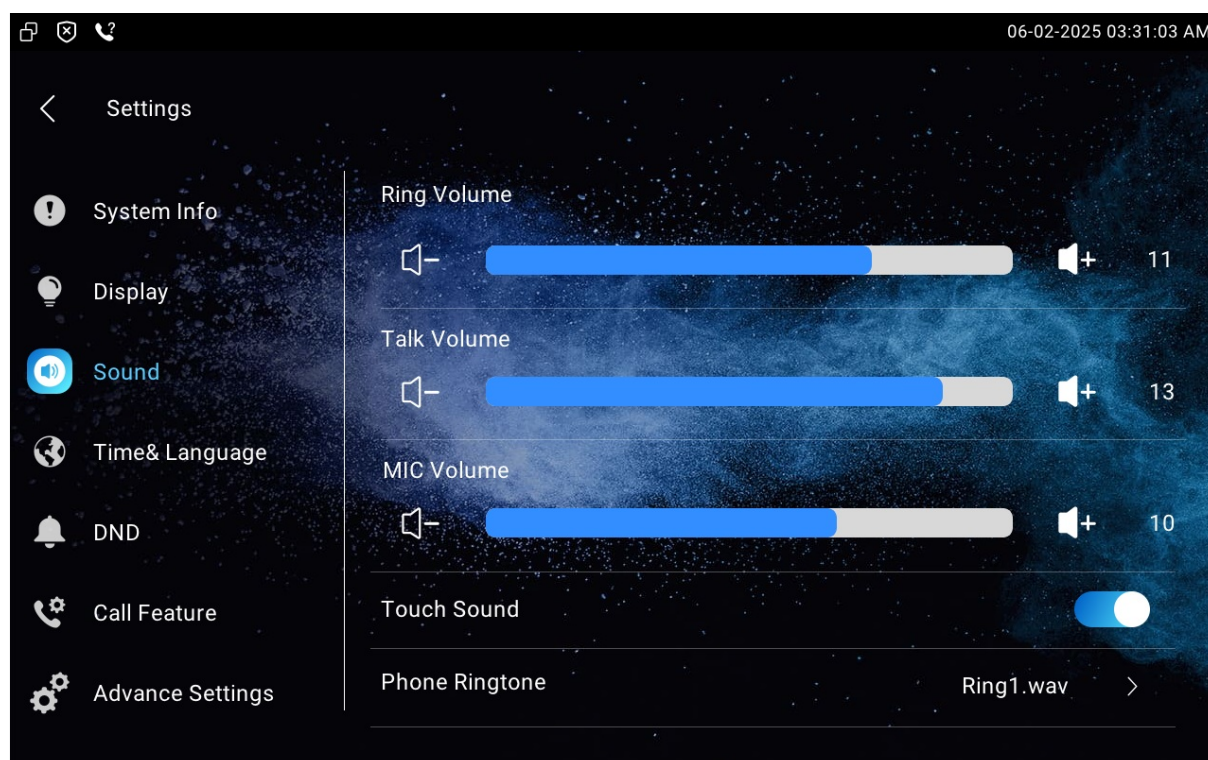 06-02-2025 03:31:03 AM
Settings
System Info
Display
Sound
Time& Language
DND
Call Feature
Advance Settings
Ring Volume
11
Talk Volume
13
MIC Volume
10
Touch Sound
Phone Ringtone Ring1.wav